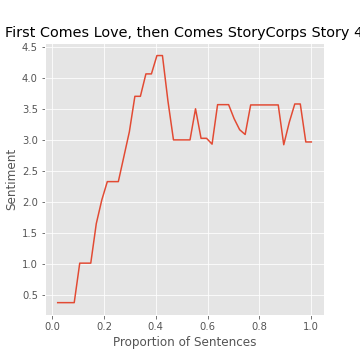 First Comes Love, then Comes StoryCorps Story 4
4.5
4.0
3.5
3.0
2.5
2.0
1.5
1.0
0.5
Sentiment
0.0 0.2 0.4 0.6 0.8 1.0
Proportion of Sentences